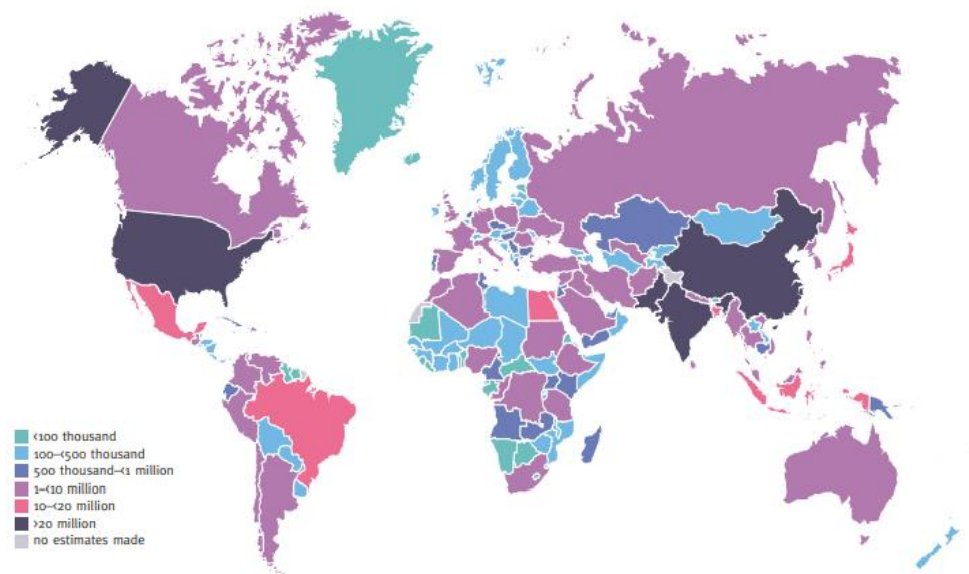 <100 thousand
100–<500 thousand
500 thousand–<1 million
1=<10 million
10–<20 million
>20 million
no estimates made